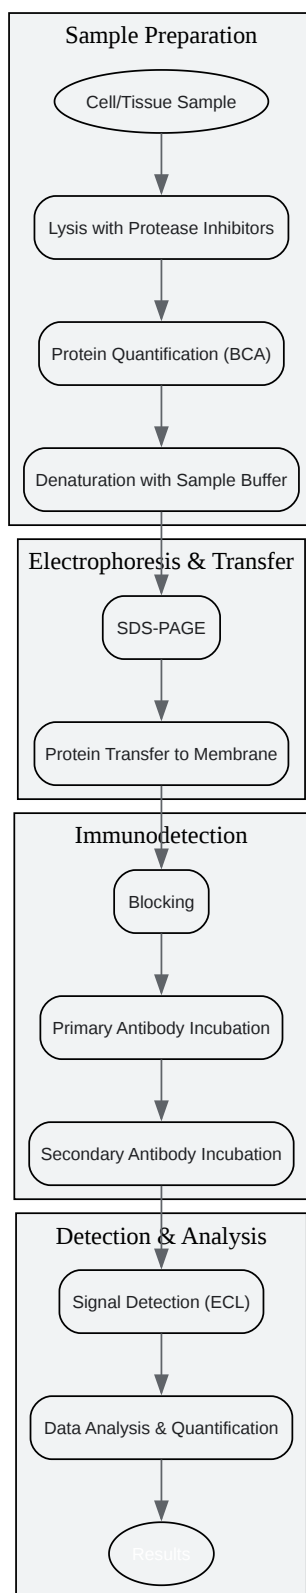 Sample Preparation
Cell/Tissue Sample
Lysis with Protease Inhibitors
Protein Quantification (BCA)
Denaturation with Sample Buffer
Electrophoresis & Transfer
SDS-PAGE
Protein Transfer to Membrane
Immunodetection
Blocking
Primary Antibody Incubation
Secondary Antibody Incubation
Detection & Analysis
Signal Detection (ECL)
Data Analysis & Quantification
Results